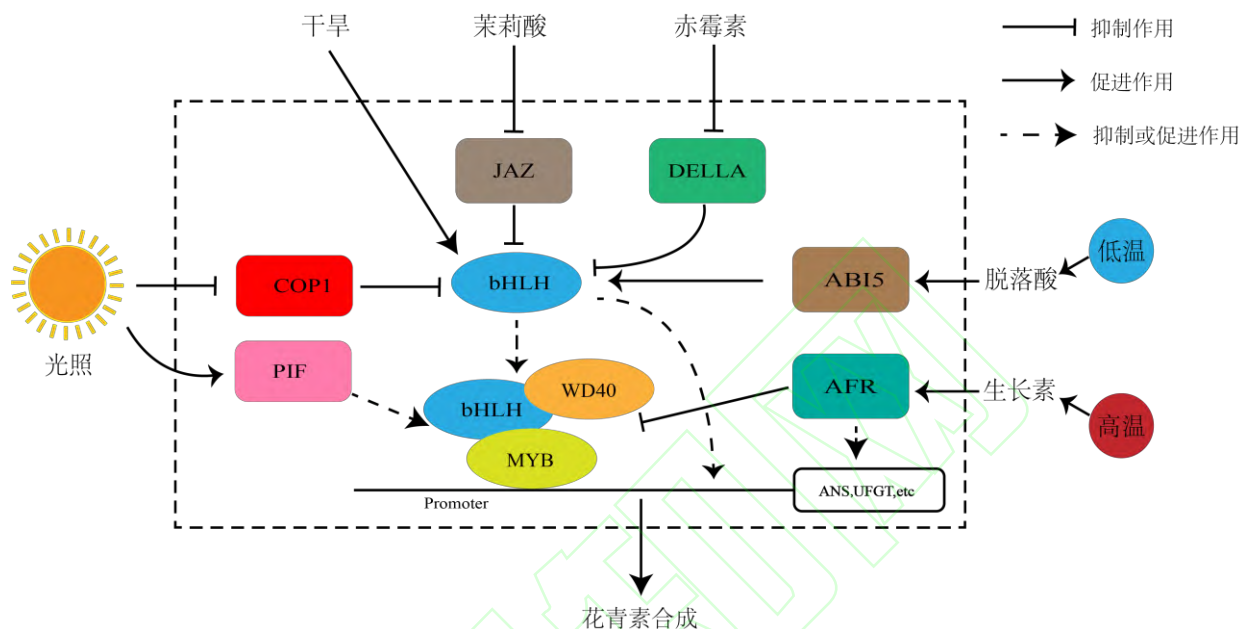 干旱
茉莉酸
赤霉素
抑制作用
促进作用
抑制或促进作用
JAZ
DELLA
COP1
bHLH
ABI5
脱落酸
低温
光照
PIF
bHLH
WD40
MYB
AFR
生长素
高温
Promoter
ANS,UFGT,etc
花青素合成